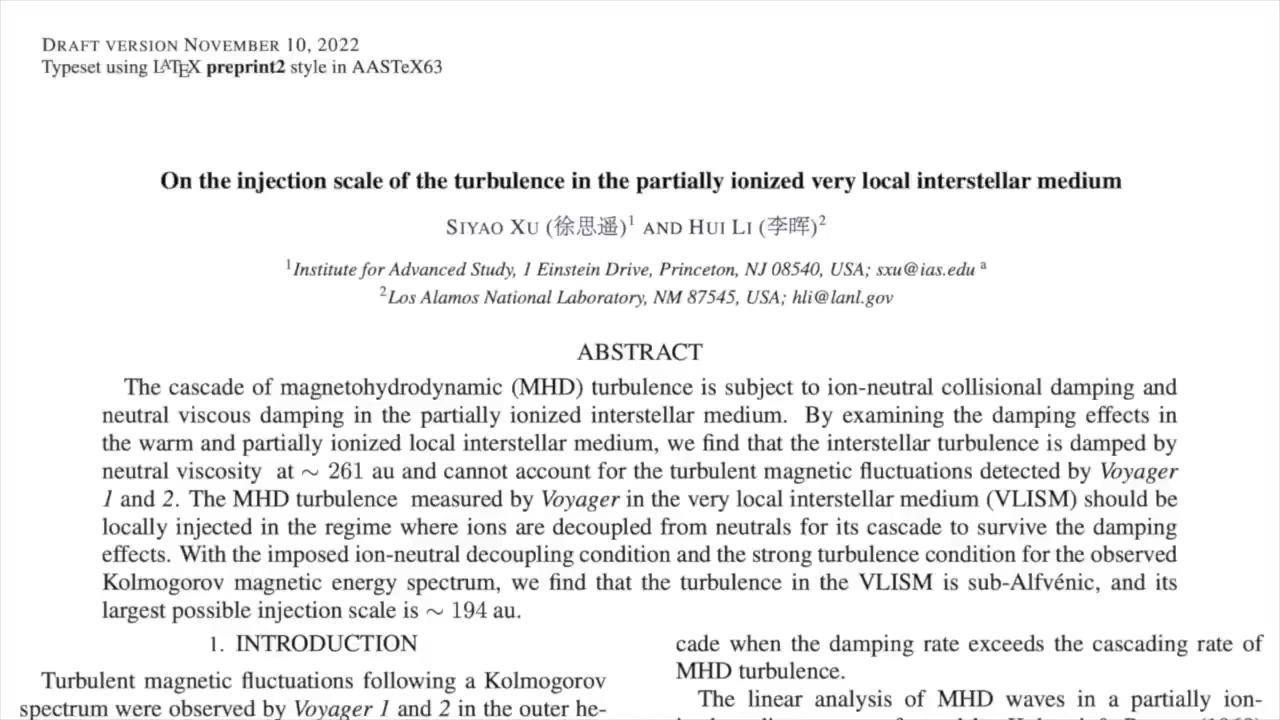 DRAFT VERSION NOVEMBER 10, 2022
Typeset using LATEX preprint2 style in AASTeX63
On the injection scale of the turbulence in the partially ionized very local interstellar medium
SIYAO XU (徐思遥)1 AND HUI LI (李晖)2
1Institute for Advanced Study, 1 Einstein Drive, Princeton, NJ 08540, USA; sxu@ias.edu a
2Los Alamos National Laboratory, NM 87545, USA; hli@lanl.gov
ABSTRACT
The cascade of magnetohydrodynamic (MHD) turbulence is subject to ion-neutral collisional damping and
neutral viscous damping in the partially ionized interstellar medium. By examining the damping effects in
the warm and partially ionized local interstellar medium, we find that the interstellar turbulence is damped by
neutral viscosity at ∼ 261 au and cannot account for the turbulent magnetic fluctuations detected by Voyager
1 and 2. The MHD turbulence measured by Voyager in the very local interstellar medium (VLISM) should be
locally injected in the regime where ions are decoupled from neutrals for its cascade to survive the damping
effects. With the imposed ion-neutral decoupling condition and the strong turbulence condition for the observed
Kolmogorov magnetic energy spectrum, we find that the turbulence in the VLISM is sub-Alfvénic, and its
largest possible injection scale is ∼ 194 au.
1. INTRODUCTION
Turbulent magnetic fluctuations following a Kolmogorov
spectrum were observed by Voyager 1 and 2 in the outer he-
cade when the damping rate exceeds the cascading rate of
MHD turbulence.
The linear analysis of MHD waves in a partially ion-